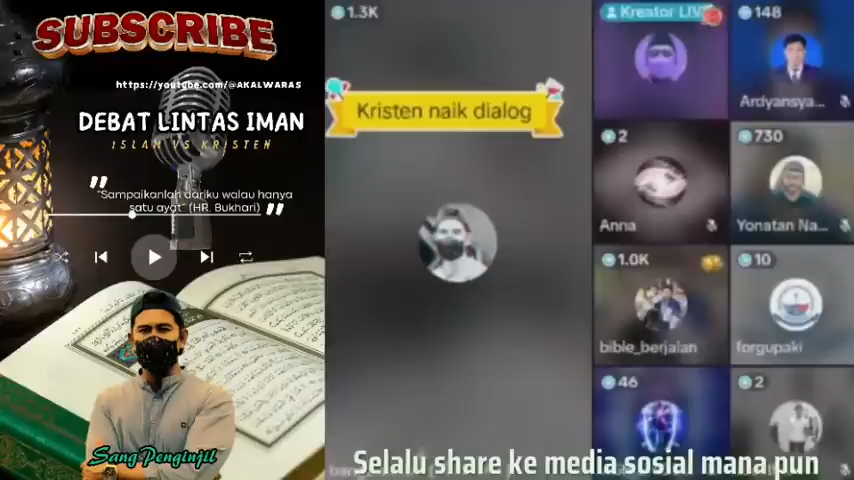 SUBSCRIBE
https://youtube.com/@AKALWARAS
DEBAT LINTAS IMAN
ISLAM VS KRISTEN
"Sampaikanlah dariku walau hanya
satu ayat" (HR. Bukhari)
Sang Penginjil
1.3K
Kristen naik dialog
Kreator LIVE
148
Ardyansya...
2
Anna
730
Yonatan Na...
1.0K
bible_berjalan
10
forgupaki
46
2
Selalu share ke media sosial mana pun